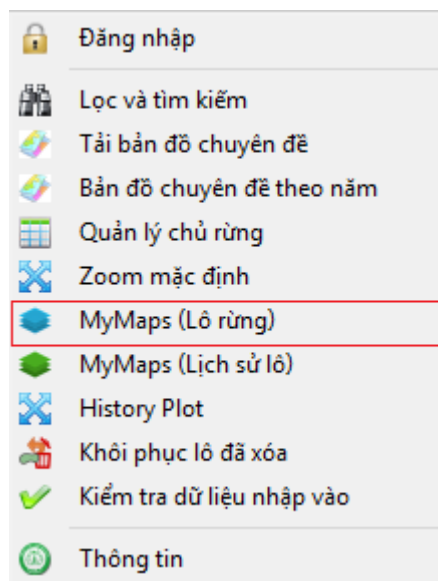 Đăng nhập
Lọc và tìm kiếm
Tải bản đồ chuyên đề
Bản đồ chuyên đề theo năm
Quản lý chủ rừng
Zoom mặc định
MyMaps (Lô rừng)
MyMaps (Lịch sử lô)
History Plot
Khôi phục lô đã xóa
Kiểm tra dữ liệu nhập vào
Thông tin